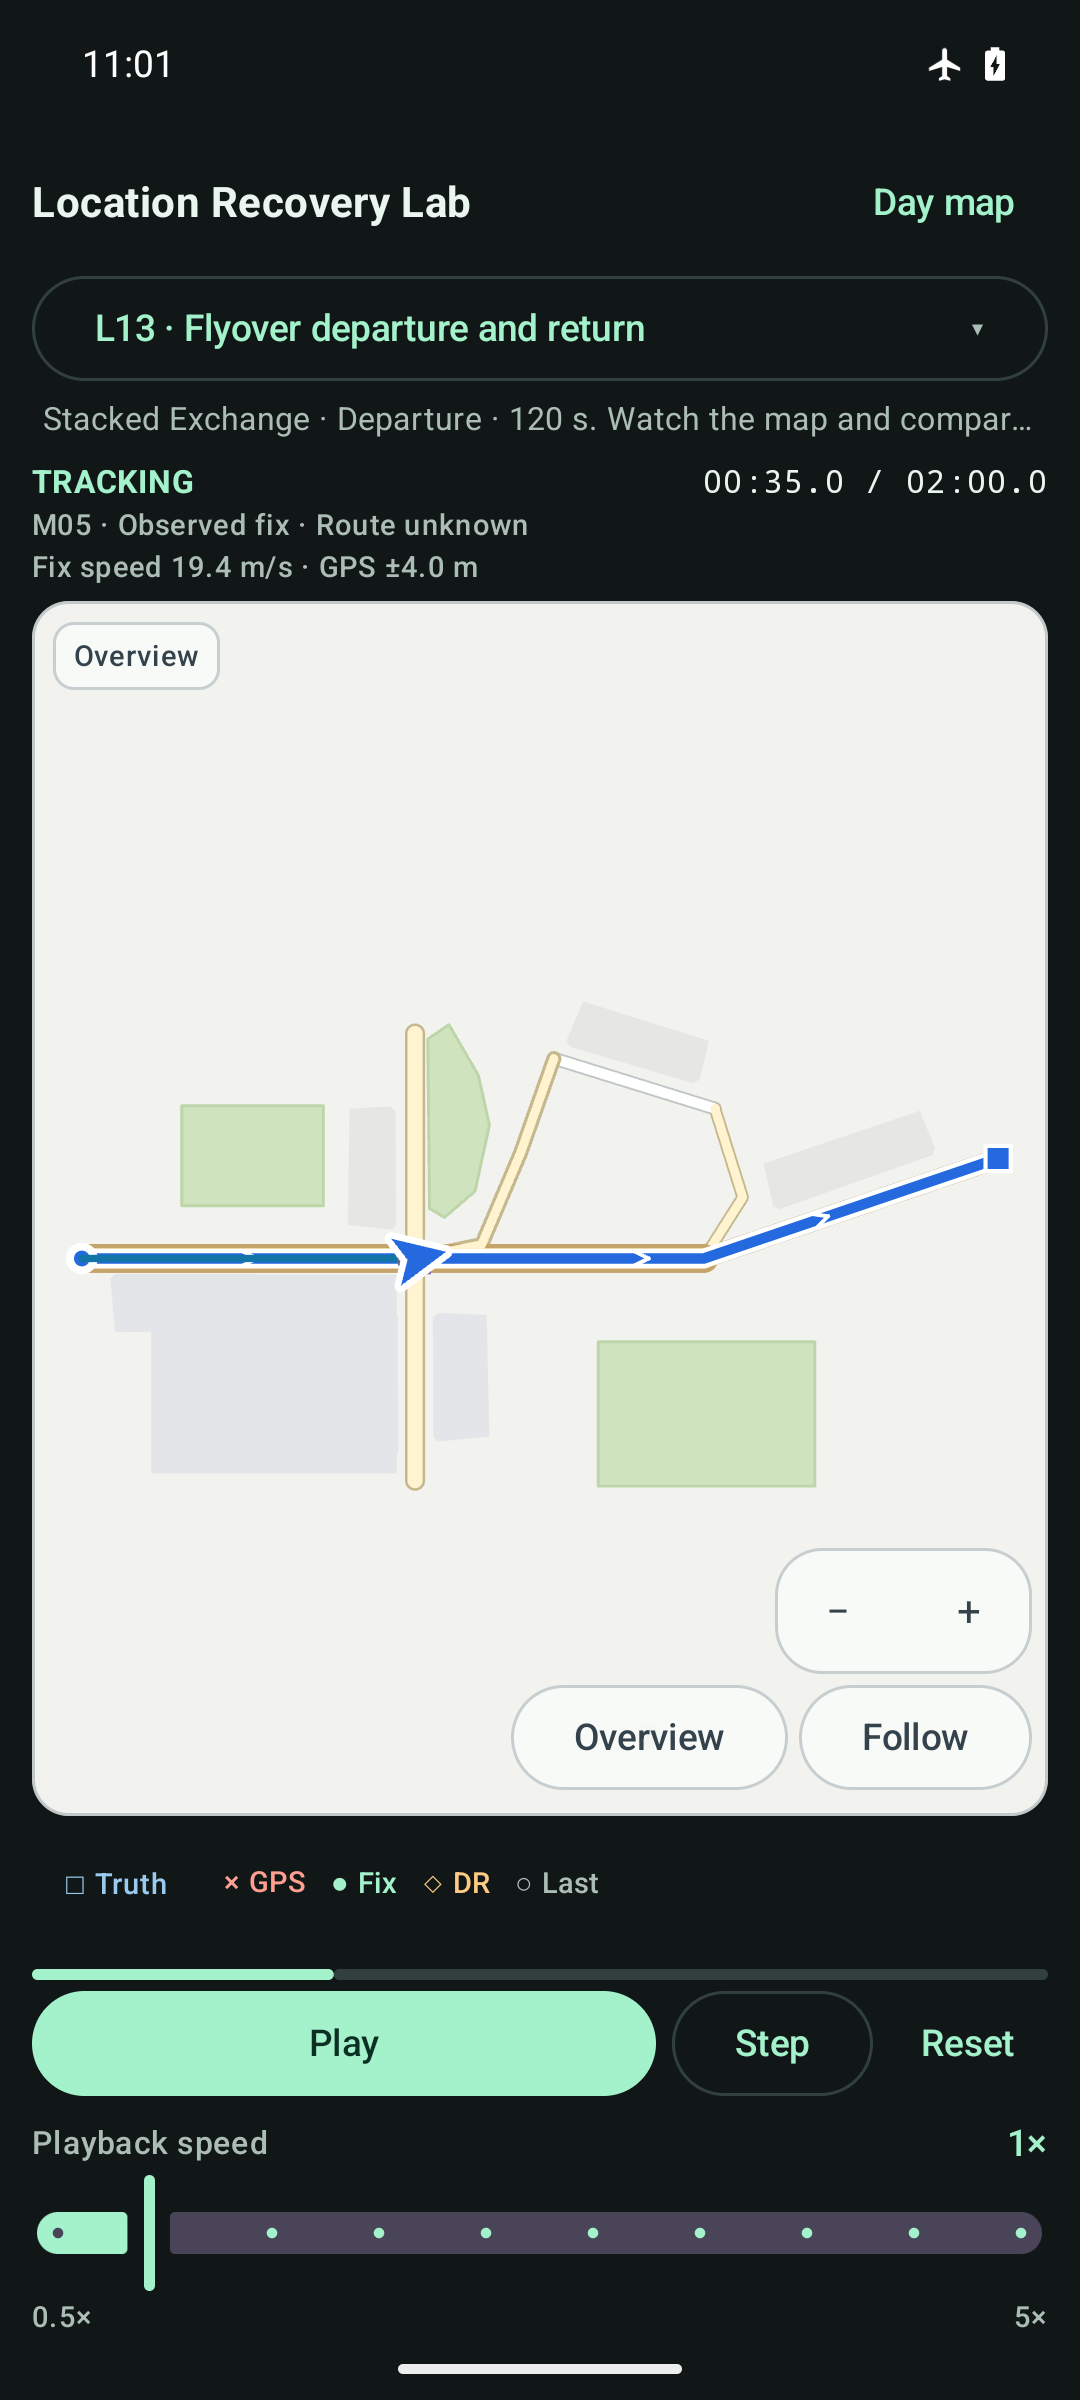 11:01
Location Recovery Lab
Day map
L13 · Flyover departure and return
Stacked Exchange · Departure · 120 s. Watch the map and compar…
TRACKING
00:35.0 / 02:00.0
M05 · Observed fix · Route unknown
Fix speed 19.4 m/s · GPS ±4.0 m
Overview
− +
Overview
Follow
□ Truth × GPS ● Fix ◇ DR ○ Last
Play
Step
Reset
Playback speed
1×
0.5×
5×